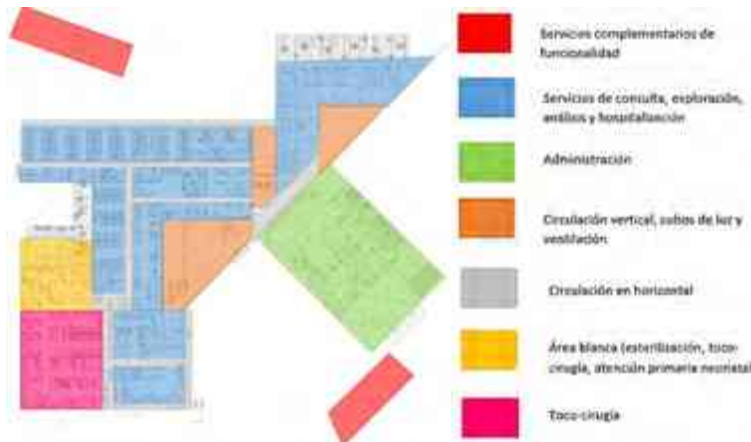 Servicios complementarios de
funcionalidad
Servicios de consulta, exploración,
análisis y hospitalización
Administración
Circulación vertical, cubos de luz y
ventilación
Circulación en horizontal
Área blanca (esterilización, toco-
cirugía, atención primaria neonatal
Toco-cirugía